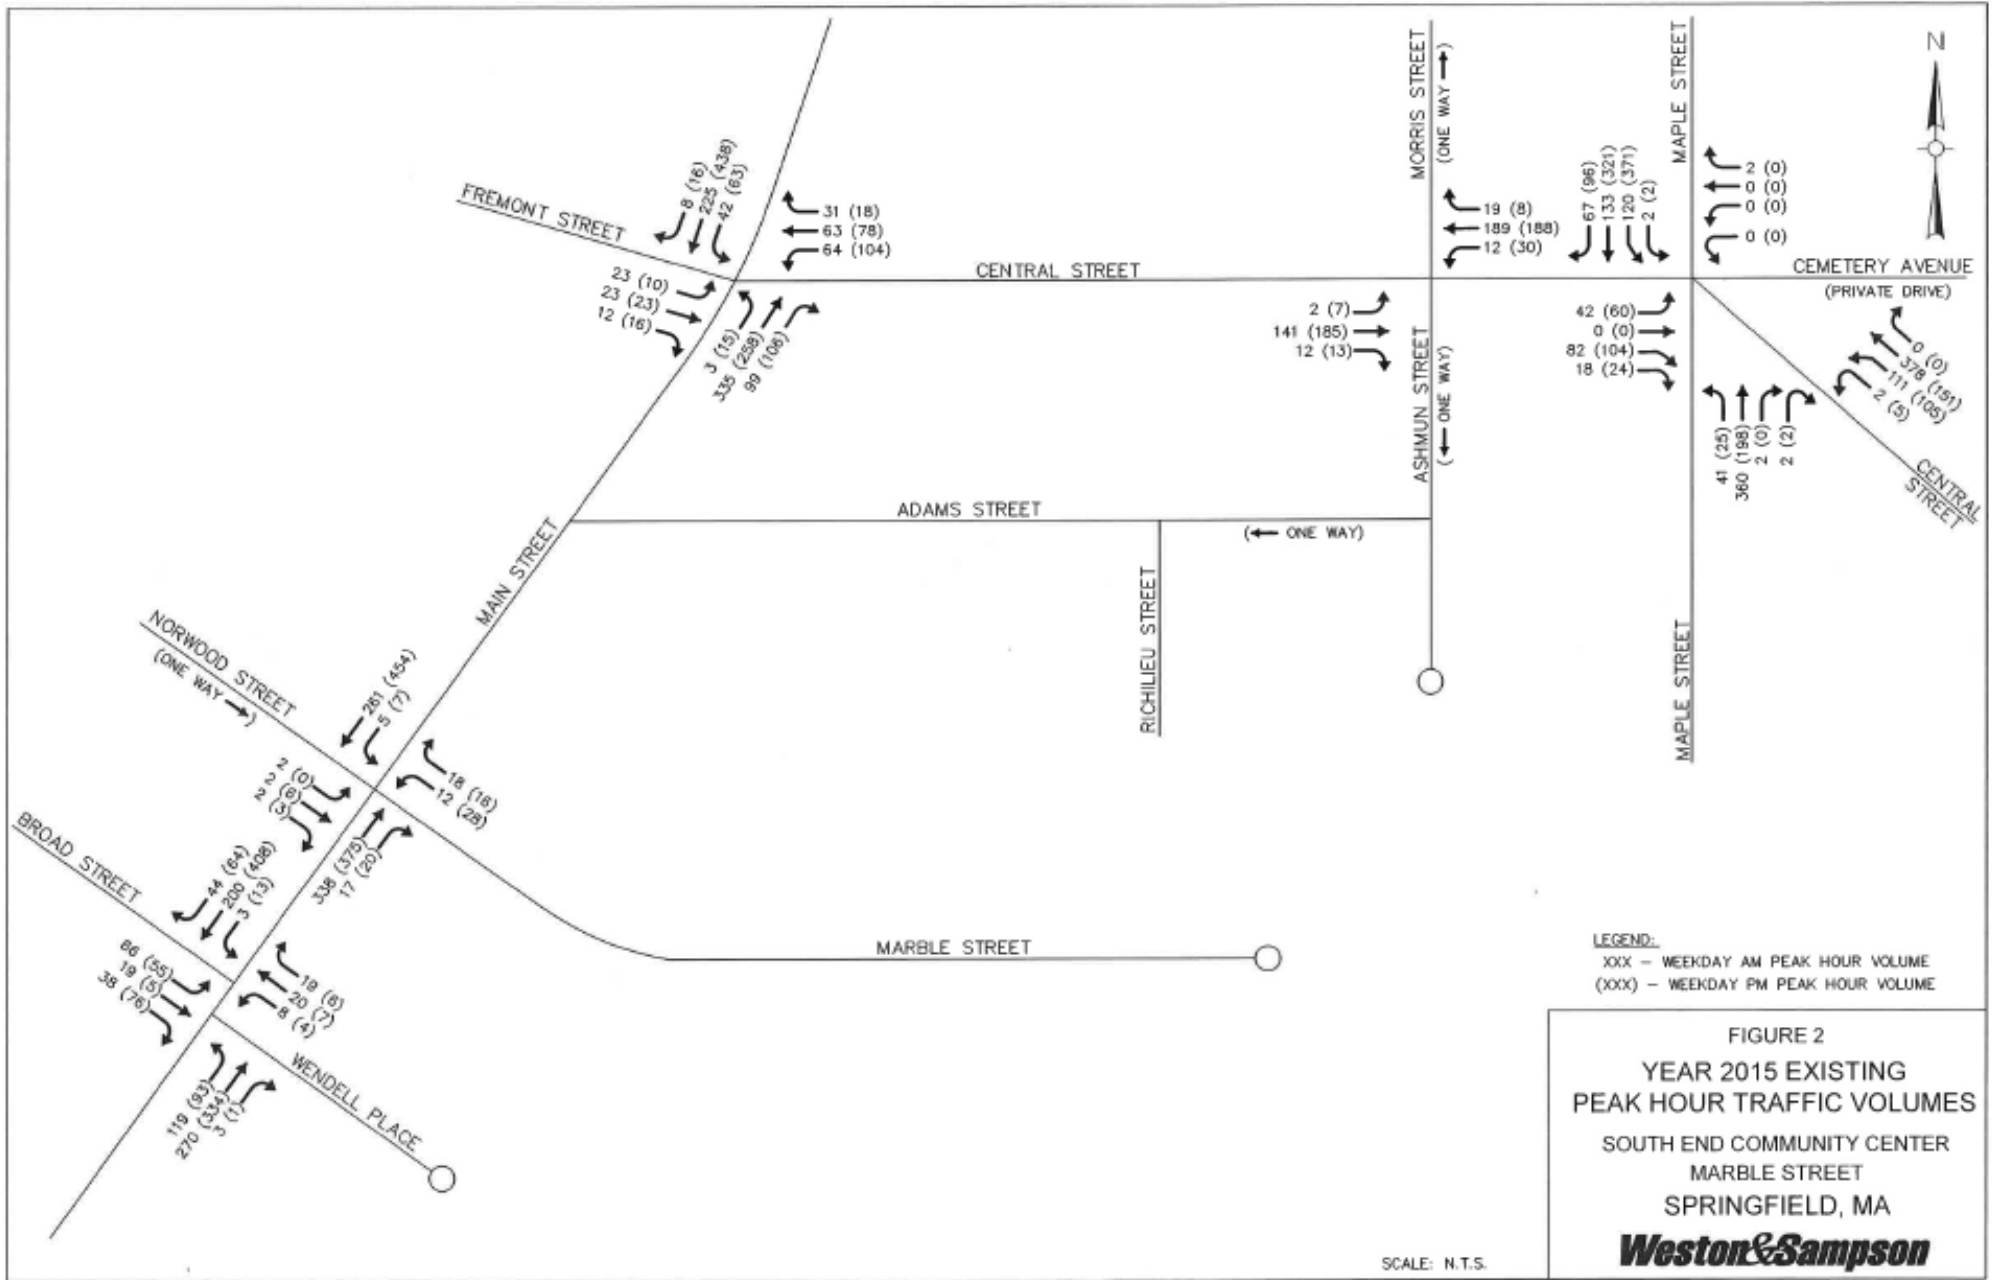 N
MORRIS STREET
(ONE WAY →)
MAPLE STREET
FREMONT STREET
8 (16)
225 (438)
42 (63)
31 (18)
63 (78)
64 (104)
19 (8)
189 (188)
12 (30)
67 (96)
133 (321)
120 (371)
2 (2)
2 (0)
0 (0)
0 (0)
0 (0)
CENTRAL STREET
CEMETERY AVENUE
(PRIVATE DRIVE)
23 (10)
23 (23)
12 (16)
3 (15)
335 (258)
99 (106)
2 (7)
141 (185)
12 (13)
42 (60)
0 (0)
82 (104)
18 (24)
ASHMUN STREET
(← ONE WAY)
0 (0)
378 (151)
111 (105)
2 (5)
41 (25)
360 (198)
2 (0)
2 (2)
CENTRAL
STREET
ADAMS STREET
(← ONE WAY)
MAIN STREET
RICHILIEU STREET
MAPLE STREET
NORWOOD STREET
(ONE WAY →)
261 (454)
5 (7)
2 (0)
2 (6)
2 (3)
18 (16)
12 (28)
338 (375)
17 (20)
BROAD STREET
44 (64)
200 (408)
3 (13)
86 (55)
19 (5)
38 (76)
19 (6)
20 (7)
8 (4)
119 (93)
270 (334)
3 (1)
WENDELL PLACE
MARBLE STREET
LEGEND:
XXX – WEEKDAY AM PEAK HOUR VOLUME
(XXX) – WEEKDAY PM PEAK HOUR VOLUME
FIGURE 2
YEAR 2015 EXISTING
PEAK HOUR TRAFFIC VOLUMES
SOUTH END COMMUNITY CENTER
MARBLE STREET
SPRINGFIELD, MA
Weston&Sampson
SCALE: N.T.S.